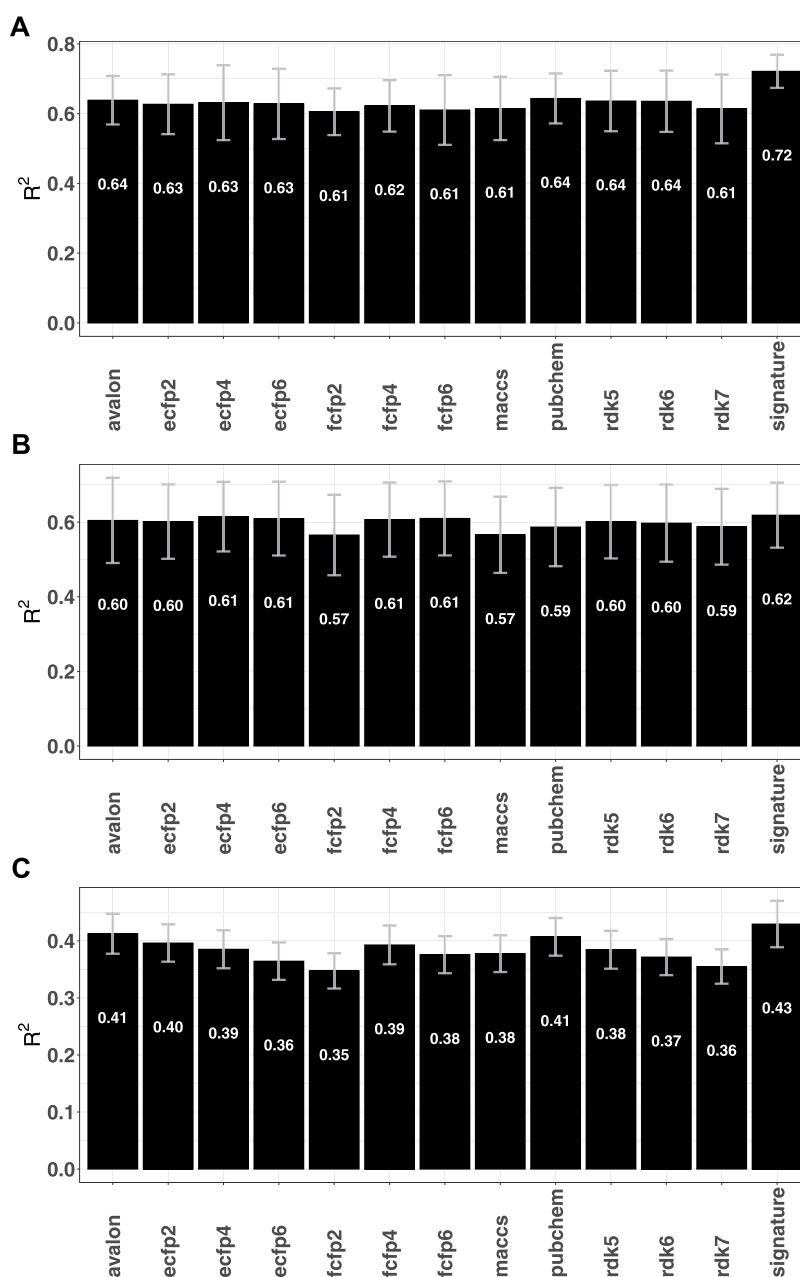 A
0.8
0.6
0.4
0.2
0.0
R²
0.64 0.63 0.63 0.63 0.61 0.62 0.61 0.61 0.64 0.64 0.64 0.61 0.72
avalon ecfp2 ecfp4 ecfp6 fcfp2 fcfp4 fcfp6 maccs pubchem rdk5 rdk6 rdk7 signature
B
0.6
0.4
0.2
0.0
R²
0.60 0.60 0.61 0.61 0.57 0.61 0.61 0.57 0.59 0.60 0.60 0.59 0.62
avalon ecfp2 ecfp4 ecfp6 fcfp2 fcfp4 fcfp6 maccs pubchem rdk5 rdk6 rdk7 signature
C
0.4
0.3
0.2
0.1
0.0
R²
0.41 0.40 0.39 0.36 0.35 0.39 0.38 0.38 0.41 0.38 0.37 0.36 0.43
avalon ecfp2 ecfp4 ecfp6 fcfp2 fcfp4 fcfp6 maccs pubchem rdk5 rdk6 rdk7 signature